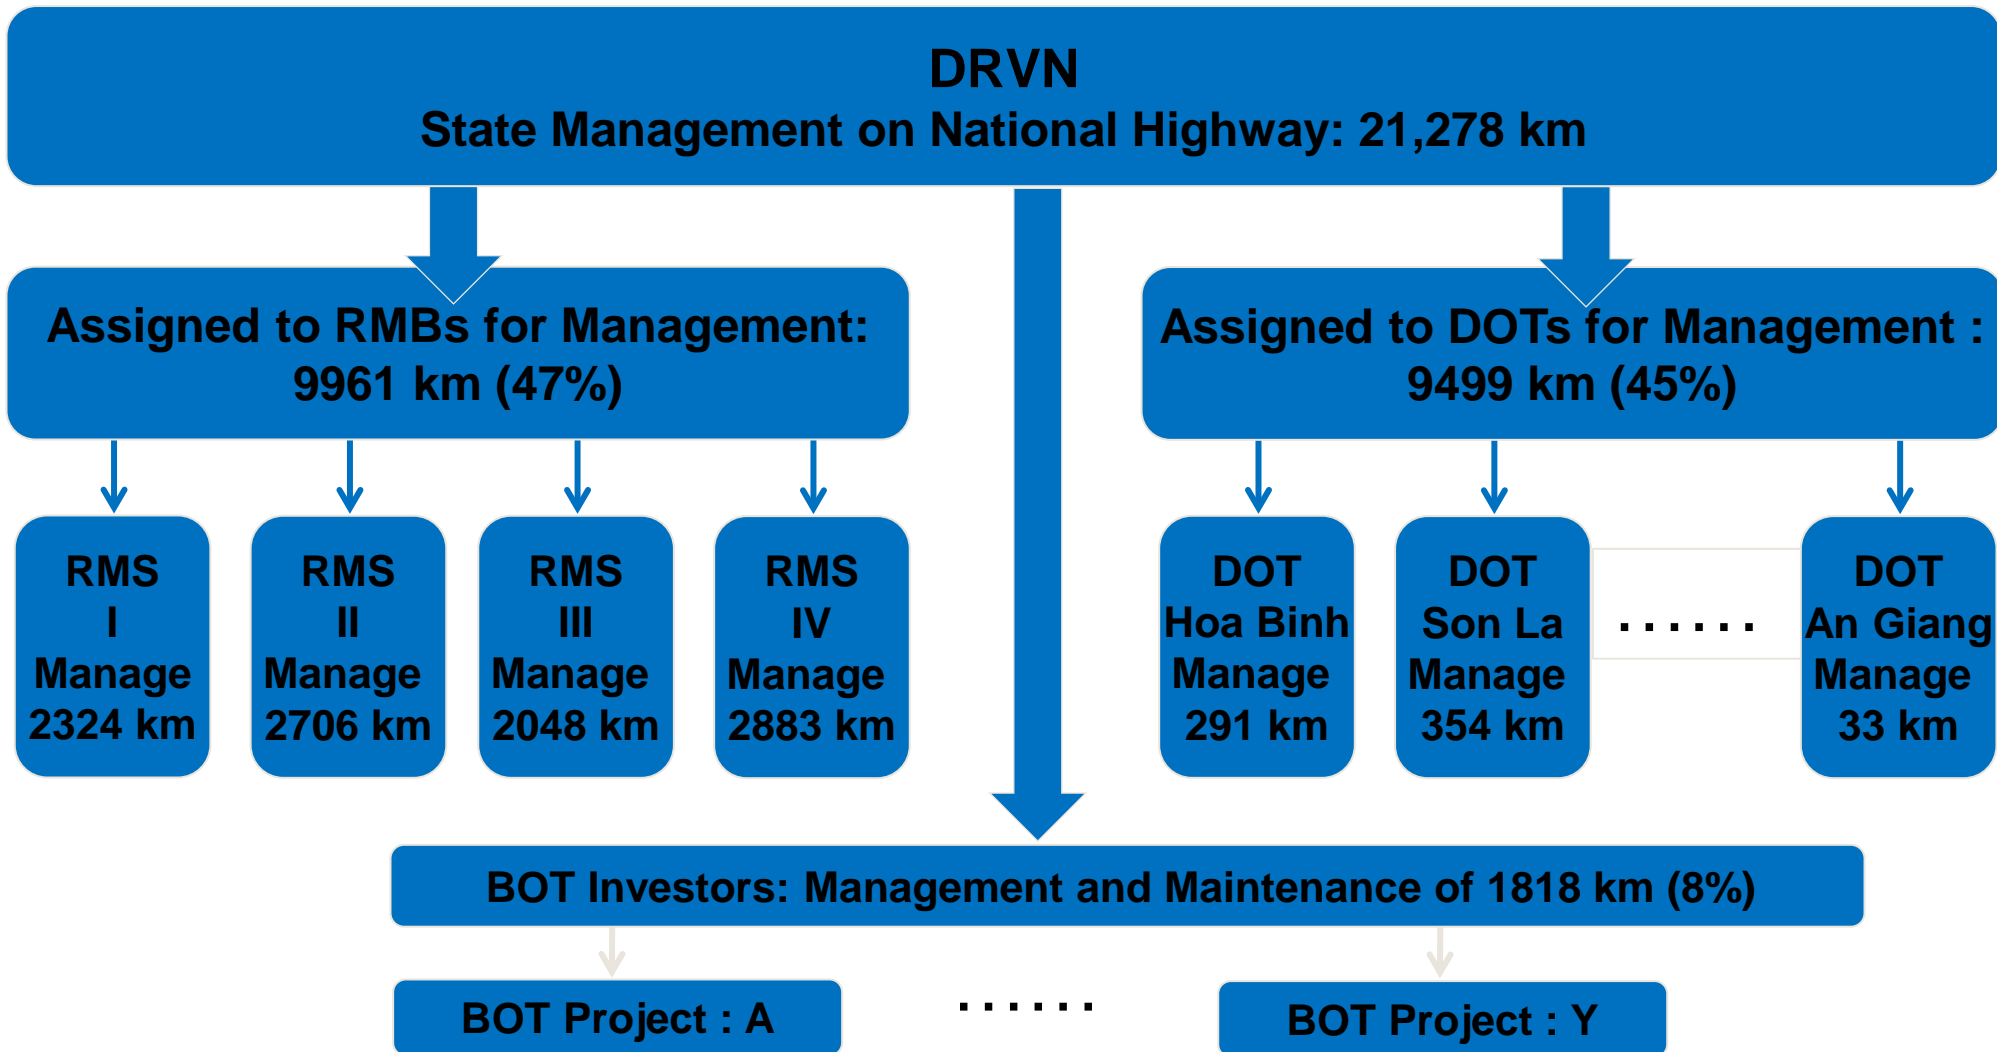 DRVN
State Management on National Highway: 21,278 km
Assigned to RMBs for Management:
9961 km (47%)
Assigned to DOTs for Management :
9499 km (45%)
RMS
I
Manage
2324 km
RMS
II
Manage
2706 km
RMS
III
Manage
2048 km
RMS
IV
Manage
2883 km
DOT
Hoa Binh
Manage
291 km
DOT
Son La
Manage
354 km
......
DOT
An Giang
Manage
33 km
BOT Investors: Management and Maintenance of 1818 km (8%)
BOT Project : A
......
BOT Project : Y